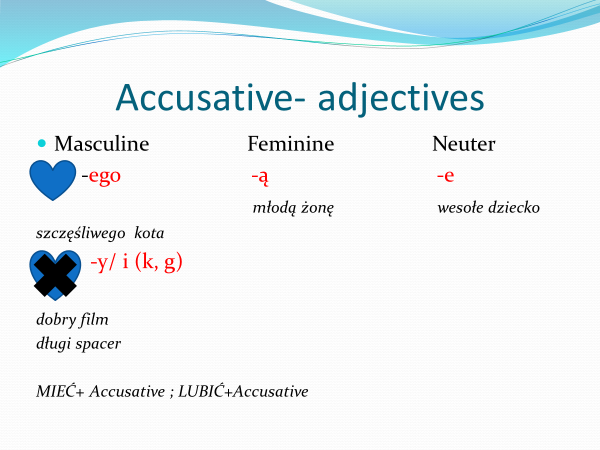 Accusative- adjectives
Masculine Feminine Neuter
-ego -ą -e
młodą żonę wesołe dziecko
szczęśliwego kota
-y/ i (k, g)
dobry film
długi spacer
MIEĆ+ Accusative ; LUBIĆ+Accusative